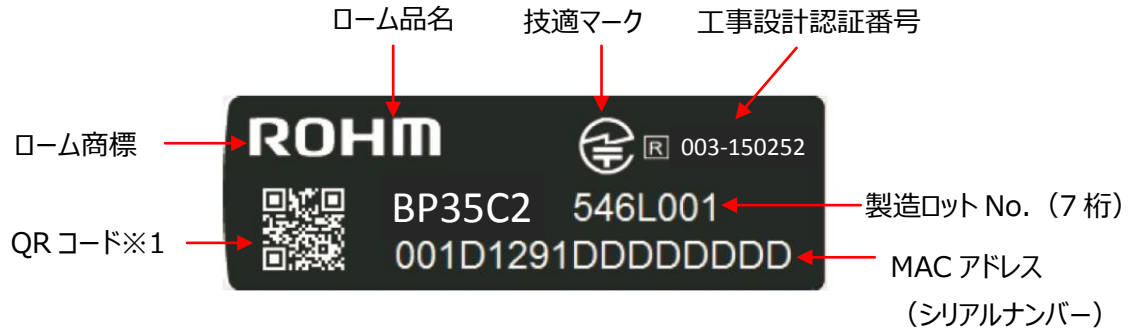 ローム品名 技適マーク 工事設計認証番号
ローム商標
ROHM
R 003-150252
BP35C2 546L001
製造ロット No.（7 桁）
QR コード※1
001D1291DDDDDDDD
MAC アドレス
（シリアルナンバー）